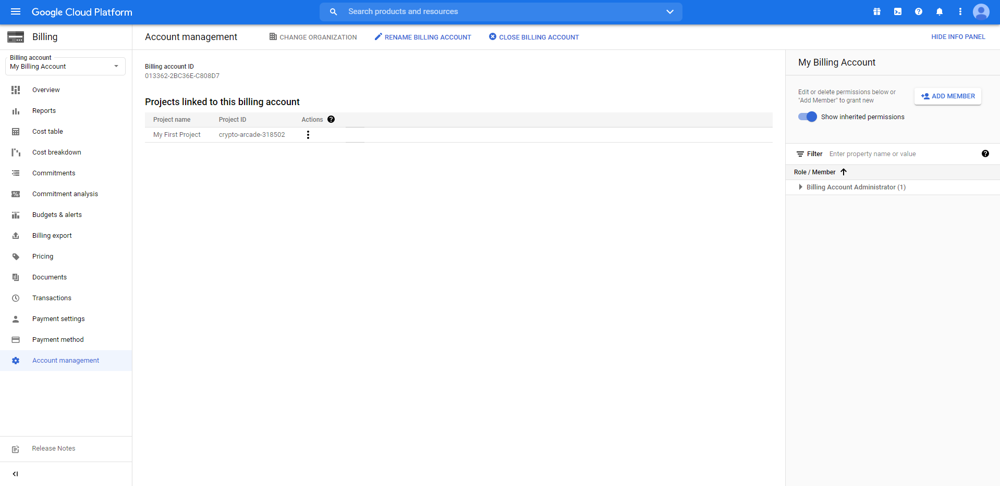 Google Cloud Platform
Search products and resources
Billing
Account management
CHANGE ORGANIZATION
RENAME BILLING ACCOUNT
CLOSE BILLING ACCOUNT
HIDE INFO PANEL
Billing account
My Billing Account
Overview
Reports
Cost table
Cost breakdown
Commitments
Commitment analysis
Budgets & alerts
Billing export
Pricing
Documents
Transactions
Payment settings
Payment method
Account management
Release Notes
Billing account ID
013362-2BC36E-C808D7
Projects linked to this billing account
Project name Project ID Actions
My First Project crypto-arcade-318502
My Billing Account
Edit or delete permissions below or
"Add Member" to grant new
ADD MEMBER
Show inherited permissions
Filter Enter property name or value
Role / Member
Billing Account Administrator (1)